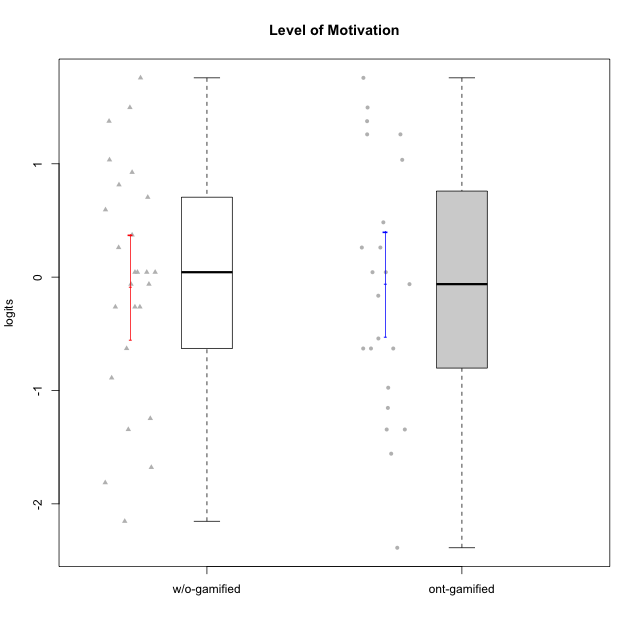 Level of Motivation
logits
1
0
-1
-2
w/o-gamified
ont-gamified